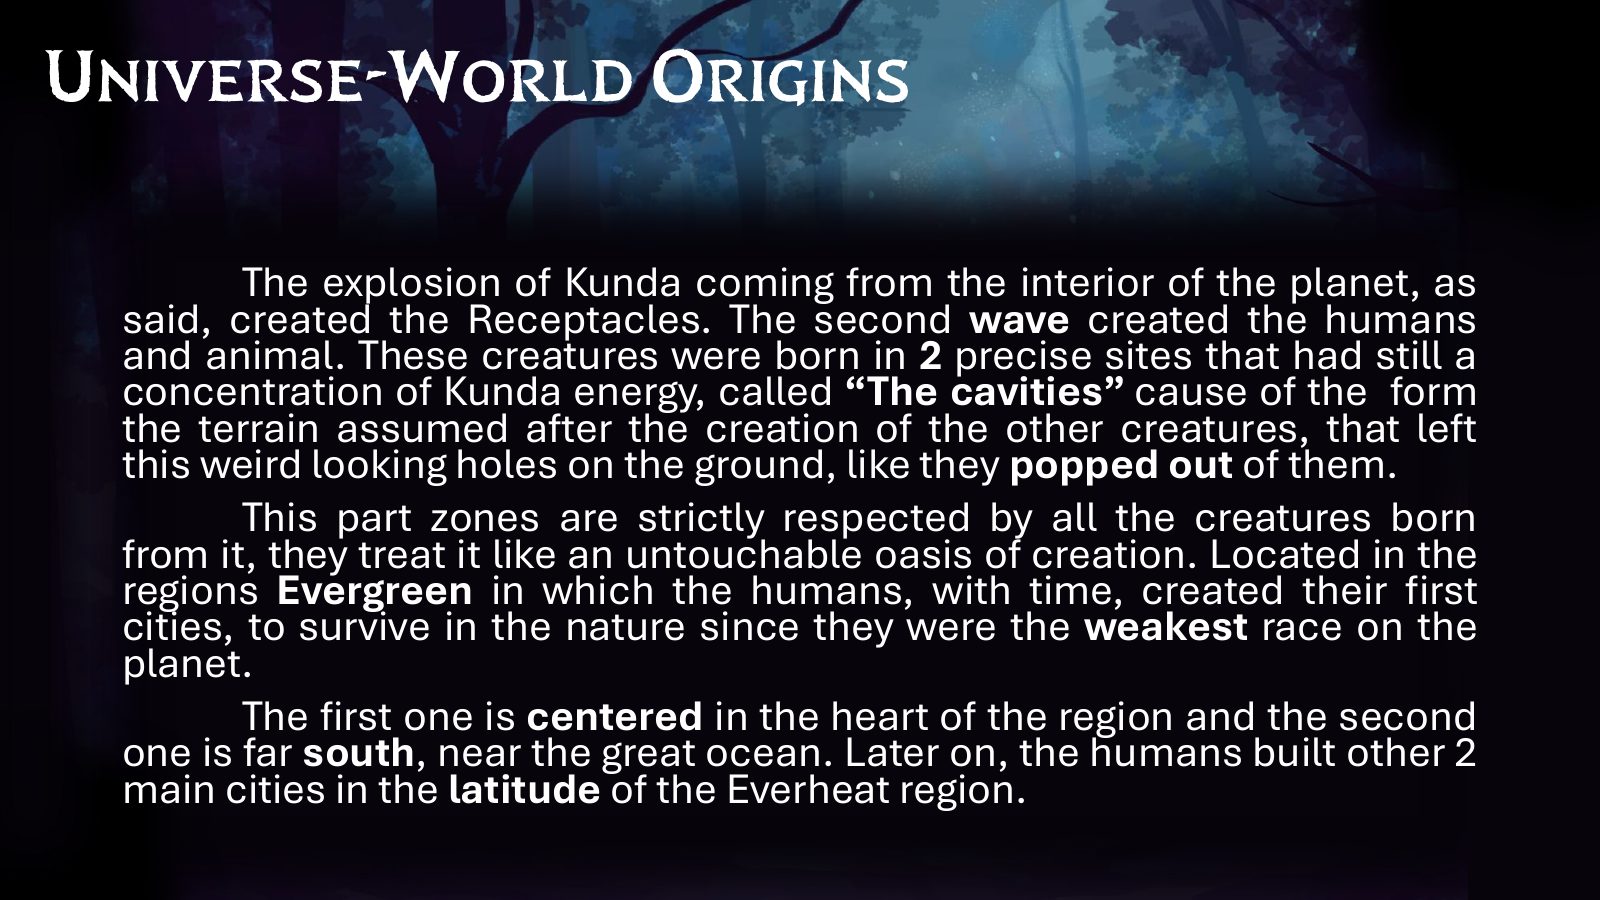 Universe-World Origins
The explosion of Kunda coming from the interior of the planet, as
said, created the Receptacles. The second wave created the humans
and animal. These creatures were born in 2 precise sites that had still a
concentration of Kunda energy, called “The cavities” cause of the form
the terrain assumed after the creation of the other creatures, that left
this weird looking holes on the ground, like they popped out of them.
This part zones are strictly respected by all the creatures born
from it, they treat it like an untouchable oasis of creation. Located in the
regions Evergreen in which the humans, with time, created their first
cities, to survive in the nature since they were the weakest race on the
planet.
The first one is centered in the heart of the region and the second
one is far south, near the great ocean. Later on, the humans built other 2
main cities in the latitude of the Everheat region.